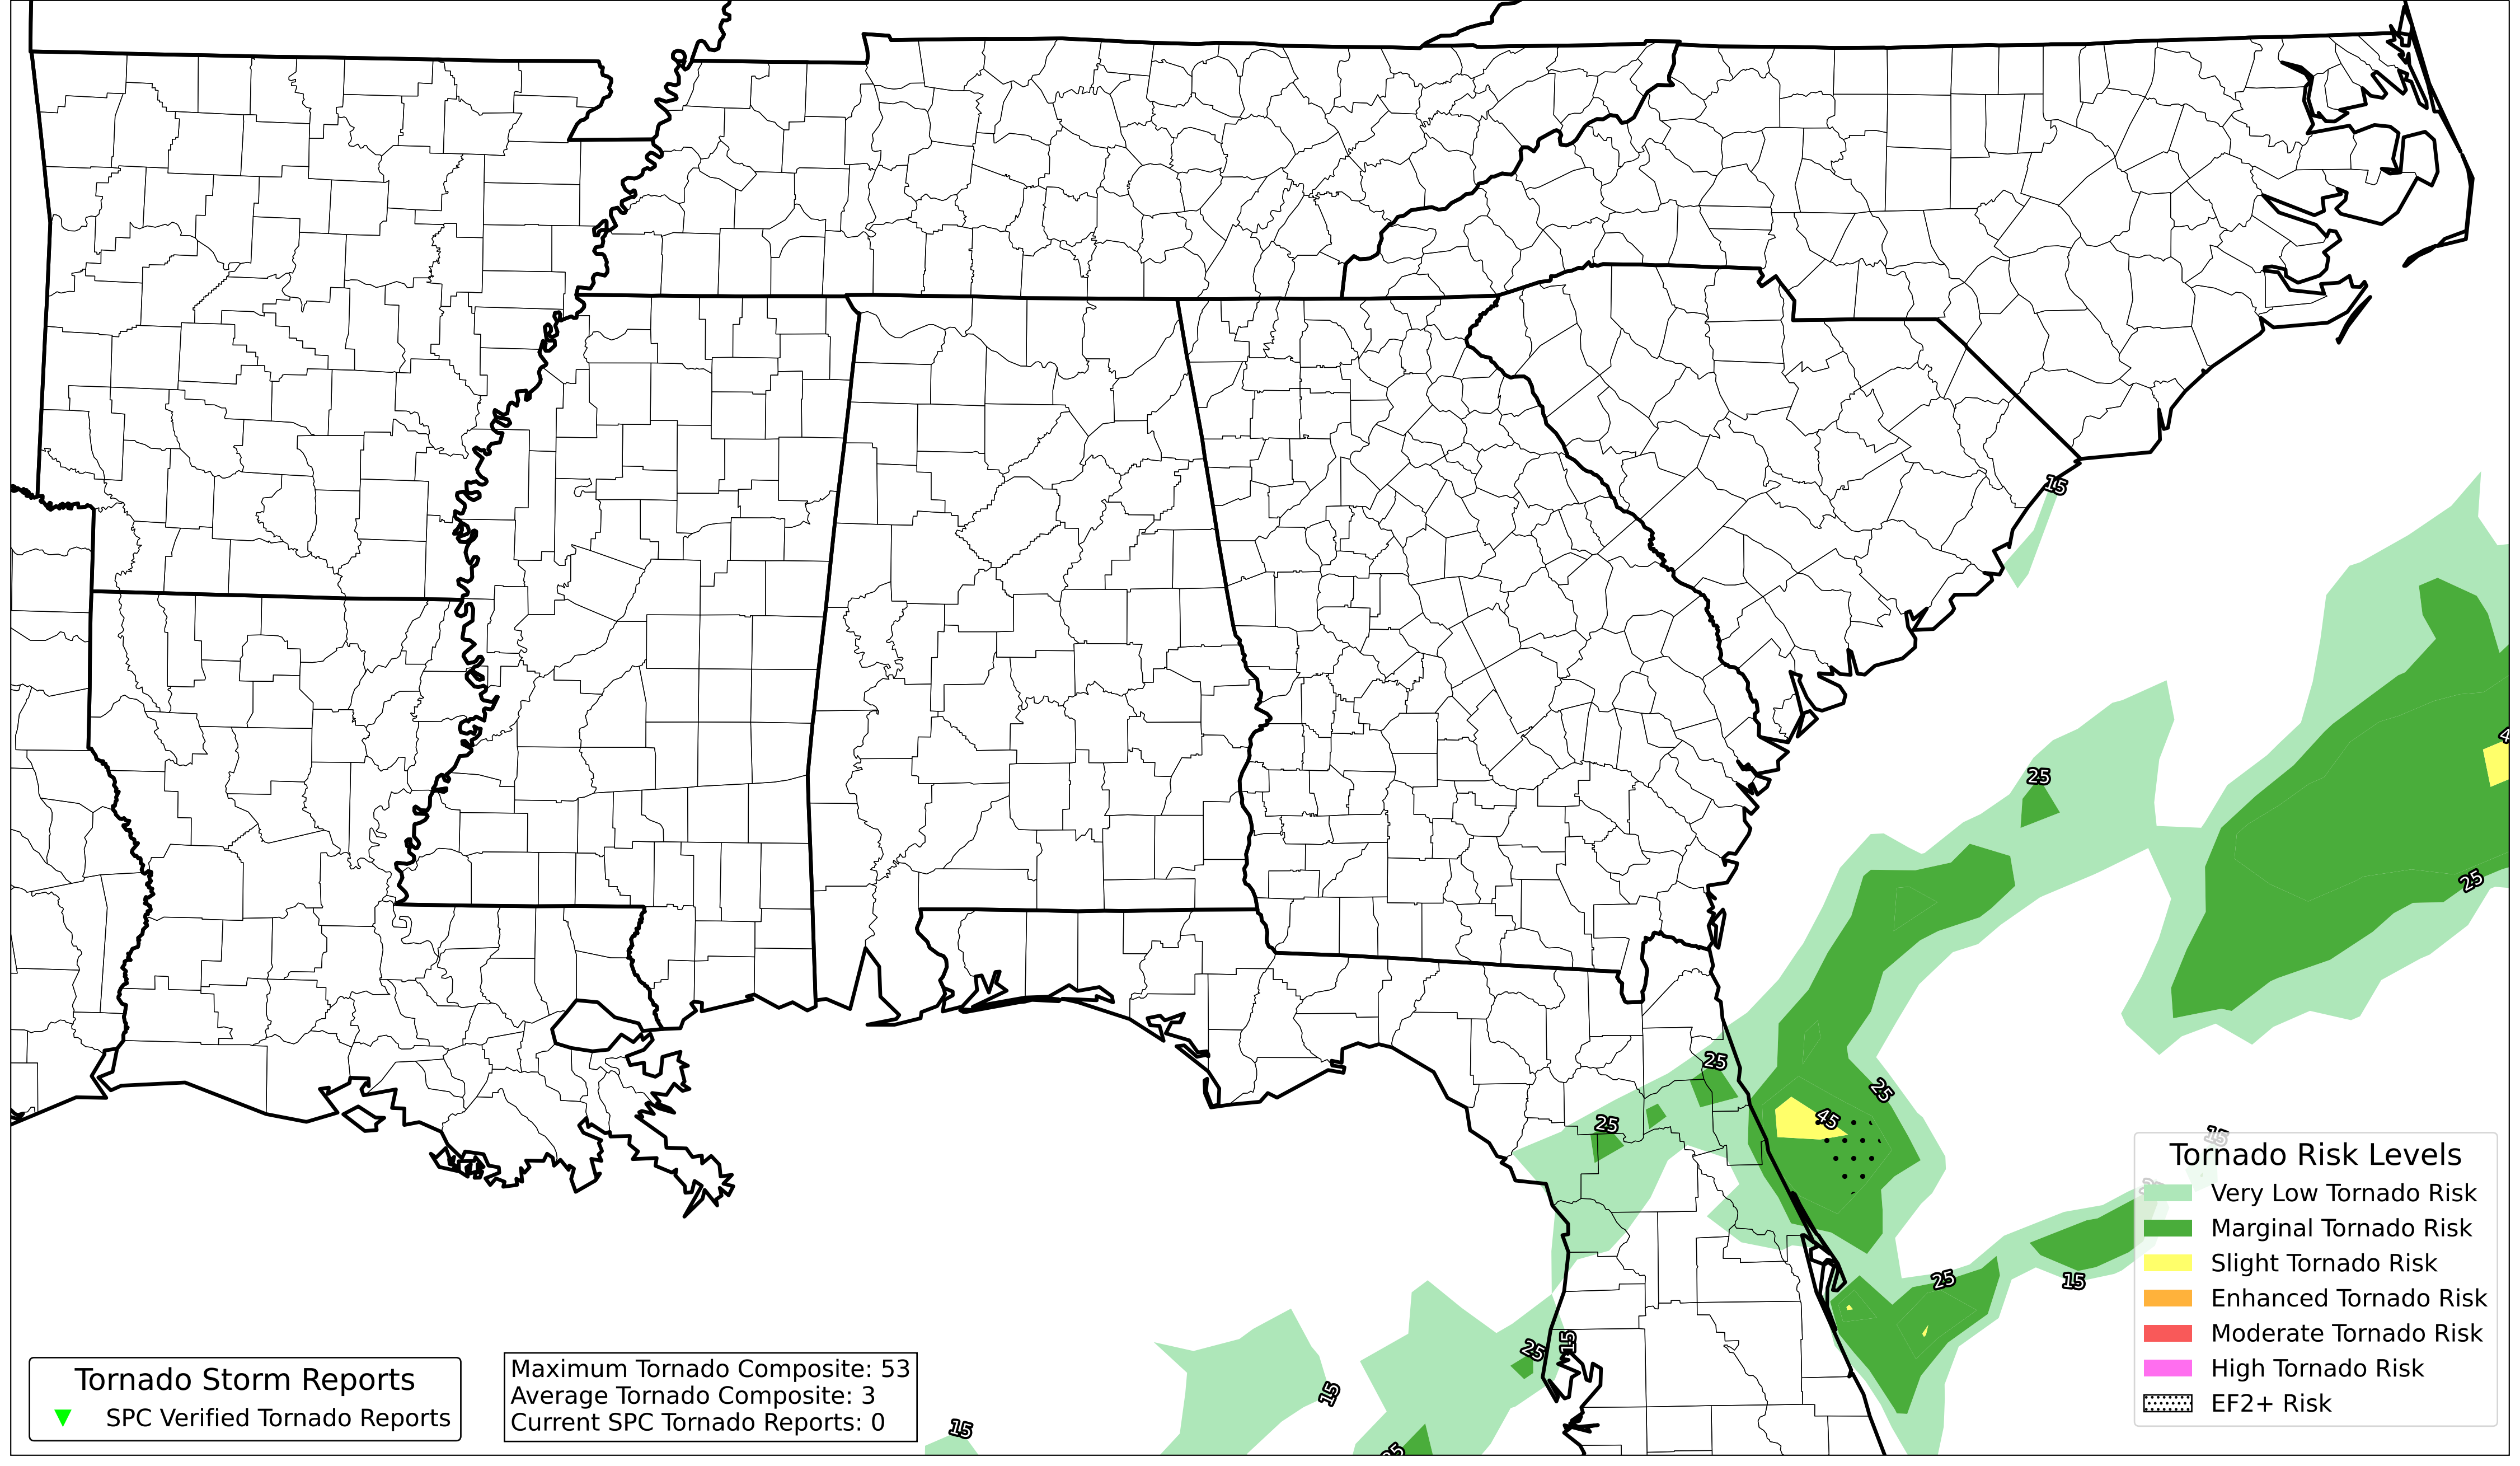 15
25
25
25
25
25
45
15
25
15
25
15
15
15
Tornado Risk Levels
Very Low Tornado Risk
Marginal Tornado Risk
Slight Tornado Risk
Enhanced Tornado Risk
Moderate Tornado Risk
High Tornado Risk
EF2+ Risk
Tornado Storm Reports
SPC Verified Tornado Reports
Maximum Tornado Composite: 53
Average Tornado Composite: 3
Current SPC Tornado Reports: 0